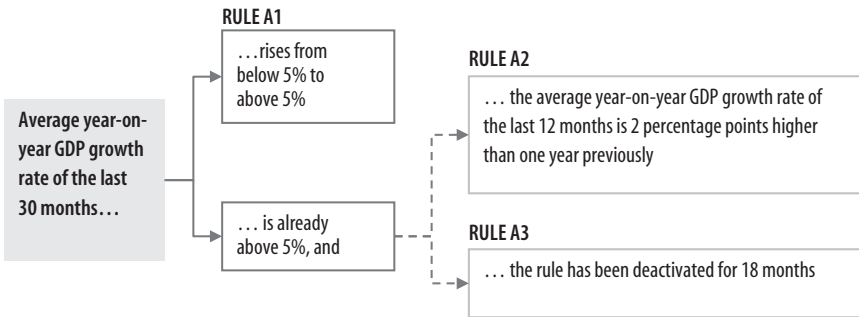 RULE A1
…rises from
below 5% to
above 5%
RULE A2
… the average year-on-year GDP growth rate of
the last 12 months is 2 percentage points higher
than one year previously
Average year-on-
year GDP growth
rate of the last
30 months…
… is already
above 5%, and
RULE A3
… the rule has been deactivated for 18 months